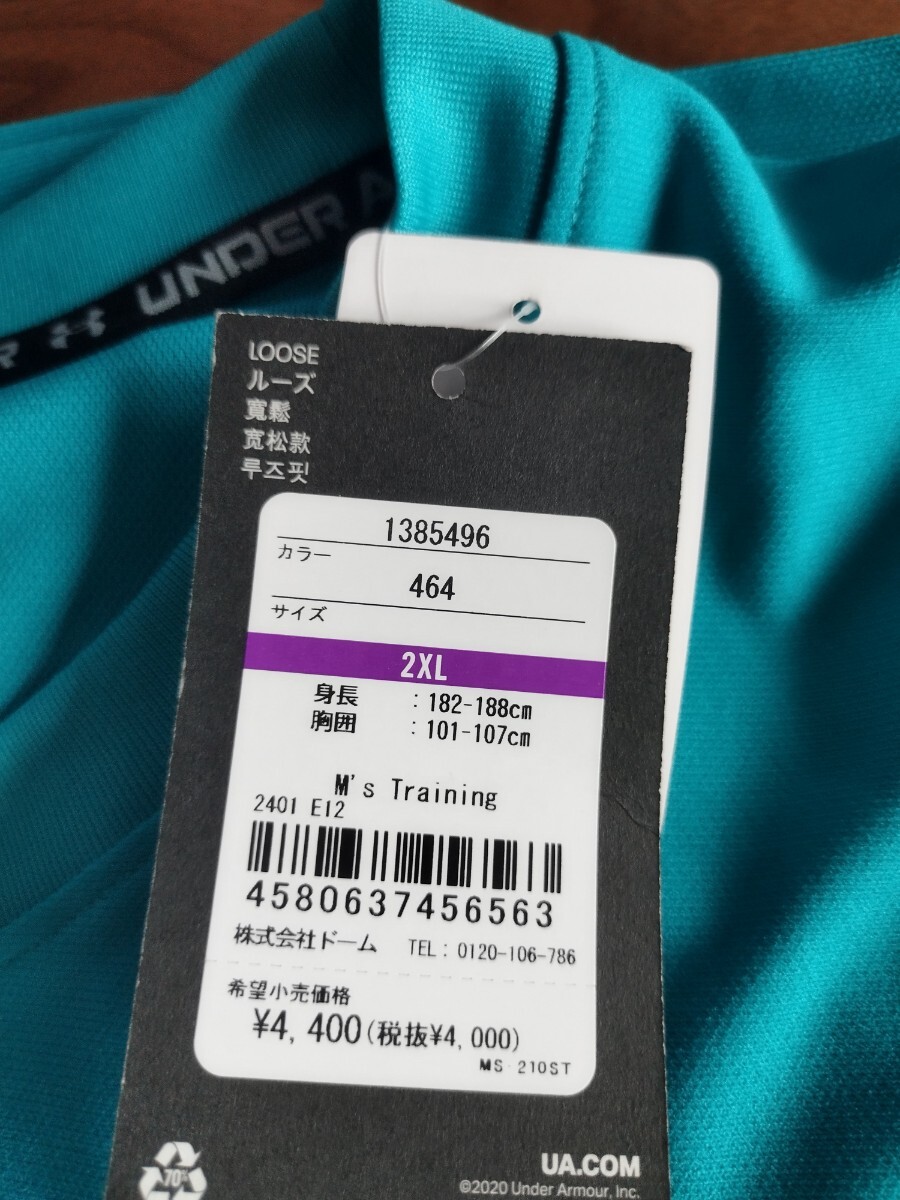 R UNDER A
LOOSE
ルーズ
寬鬆
宽松款
루즈핏
1385496
カラー
464
サイズ
2XL
身長 : 182-188cm
胸囲 : 101-107cm
M's Training
2401 E12
4580637456563
株式会社ドーム TEL: 0120-106-786
希望小売価格
¥4,400(税抜¥4,000)
MS-210ST
70%
UA.COM
©2020 Under Armour, Inc.